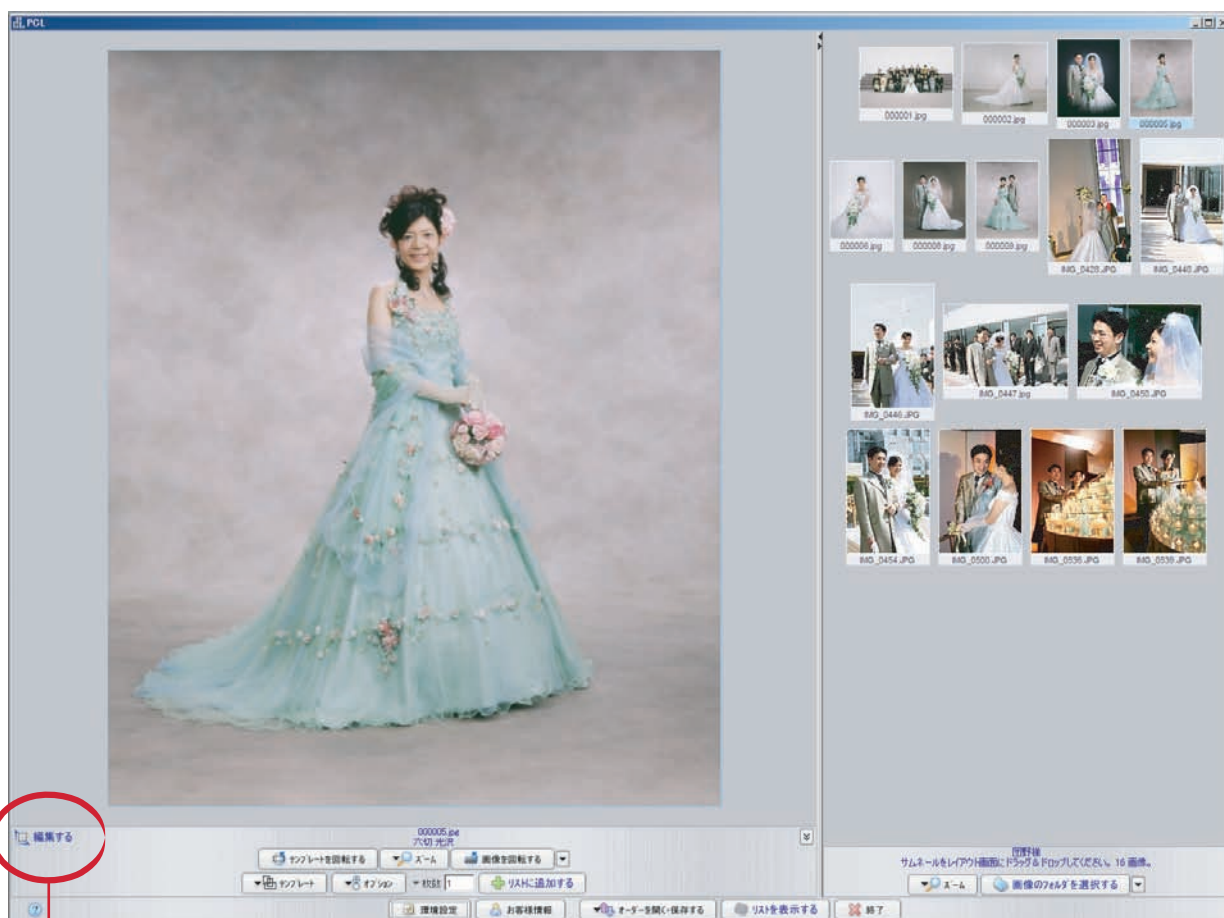 PGL
000001.jpg
000002.jpg
000003.jpg
000005.jpg
000006.jpg
000008.jpg
000009.jpg
IMG_0428.JPG
IMG_0440.JPG
IMG_0446.JPG
IMG_0447.jpg
IMG_0450.JPG
IMG_0454.JPG
IMG_0500.JPG
IMG_0536.JPG
IMG_0539.JPG
編集する
000005.jpg
六切 光沢
テンプレートを回転する
ズーム
画像を回転する
テンプレート
オプション
枚数 1
リストに追加する
団野様
サムネールをレイアウト画面にドラッグ&ドロップしてください。 16 画像。
ズーム
画像のフォルダを選択する
環境設定
お客様情報
オーダーを開く・保存する
リストを表示する
終了